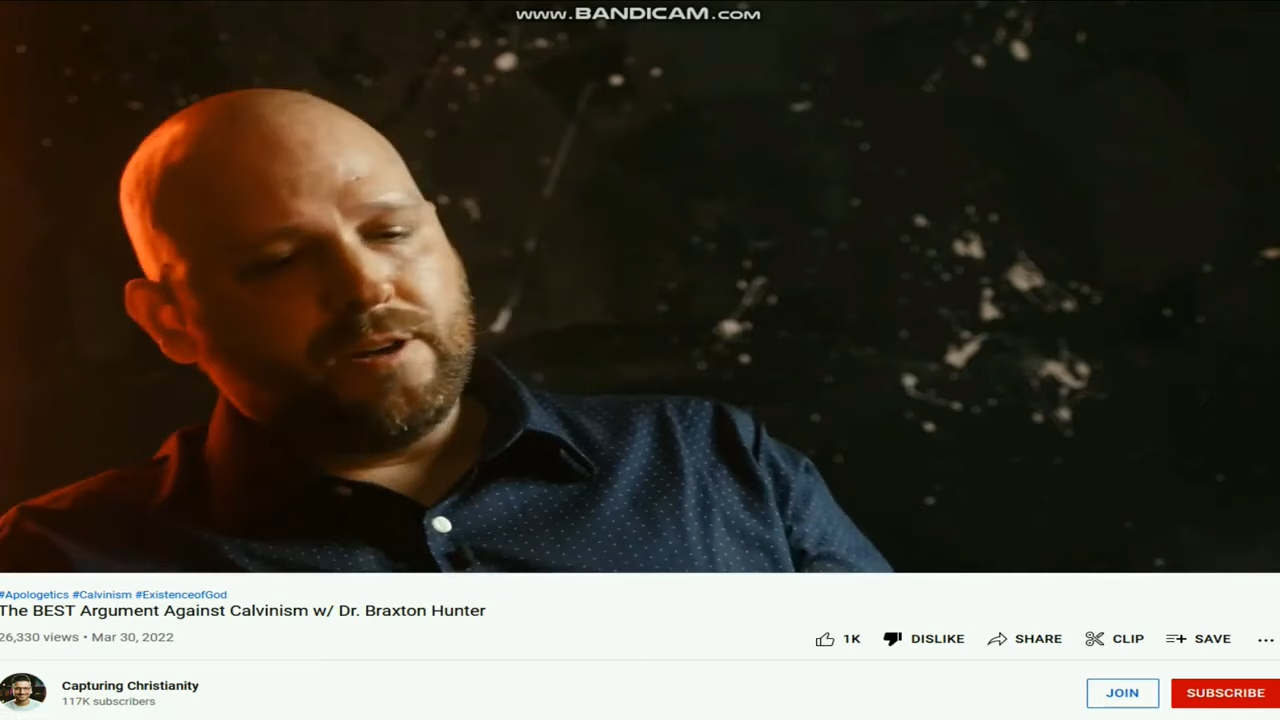 www.BANDICAM.com
#Apologetics #Calvinism #ExistenceofGod
The BEST Argument Against Calvinism w/ Dr. Braxton Hunter
26,330 views • Mar 30, 2022
1K DISLIKE SHARE CLIP SAVE ...
Capturing Christianity
117K subscribers
JOIN SUBSCRIBE